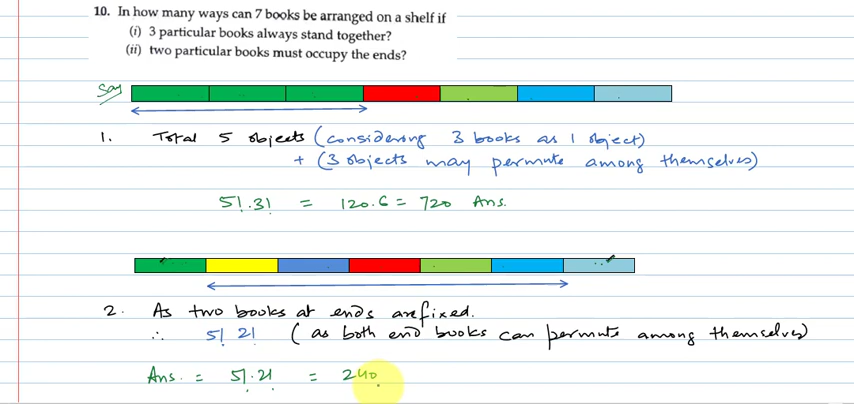 10. In how many ways can 7 books be arranged on a shelf if
(i) 3 particular books always stand together?
(ii) two particular books must occupy the ends?
Say
1. Total 5 objects (considering 3 books as 1 object)
+ (3 objects may permute among themselves)
5!.3! = 120.6 = 720 Ans.
2. As two books at ends are fixed.
∴ 5! 2! (as both end books can permute among themselves)
Ans. = 5!.2! = 240.